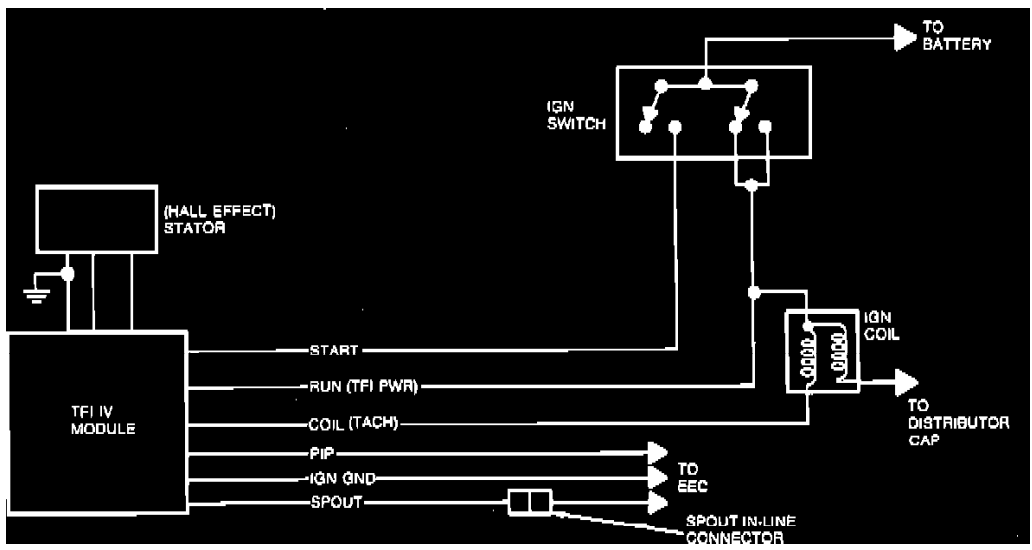 TO
BATTERY
IGN
SWITCH
(HALL EFFECT)
STATOR
IGN
COIL
START
RUN (TFI PWR)
TFI IV
MODULE
COIL (TACH)
TO
DISTRIBUTOR
CAP
PIP
IGN GND
TO
EEC
SPOUT
SPOUT IN-LINE
CONNECTOR